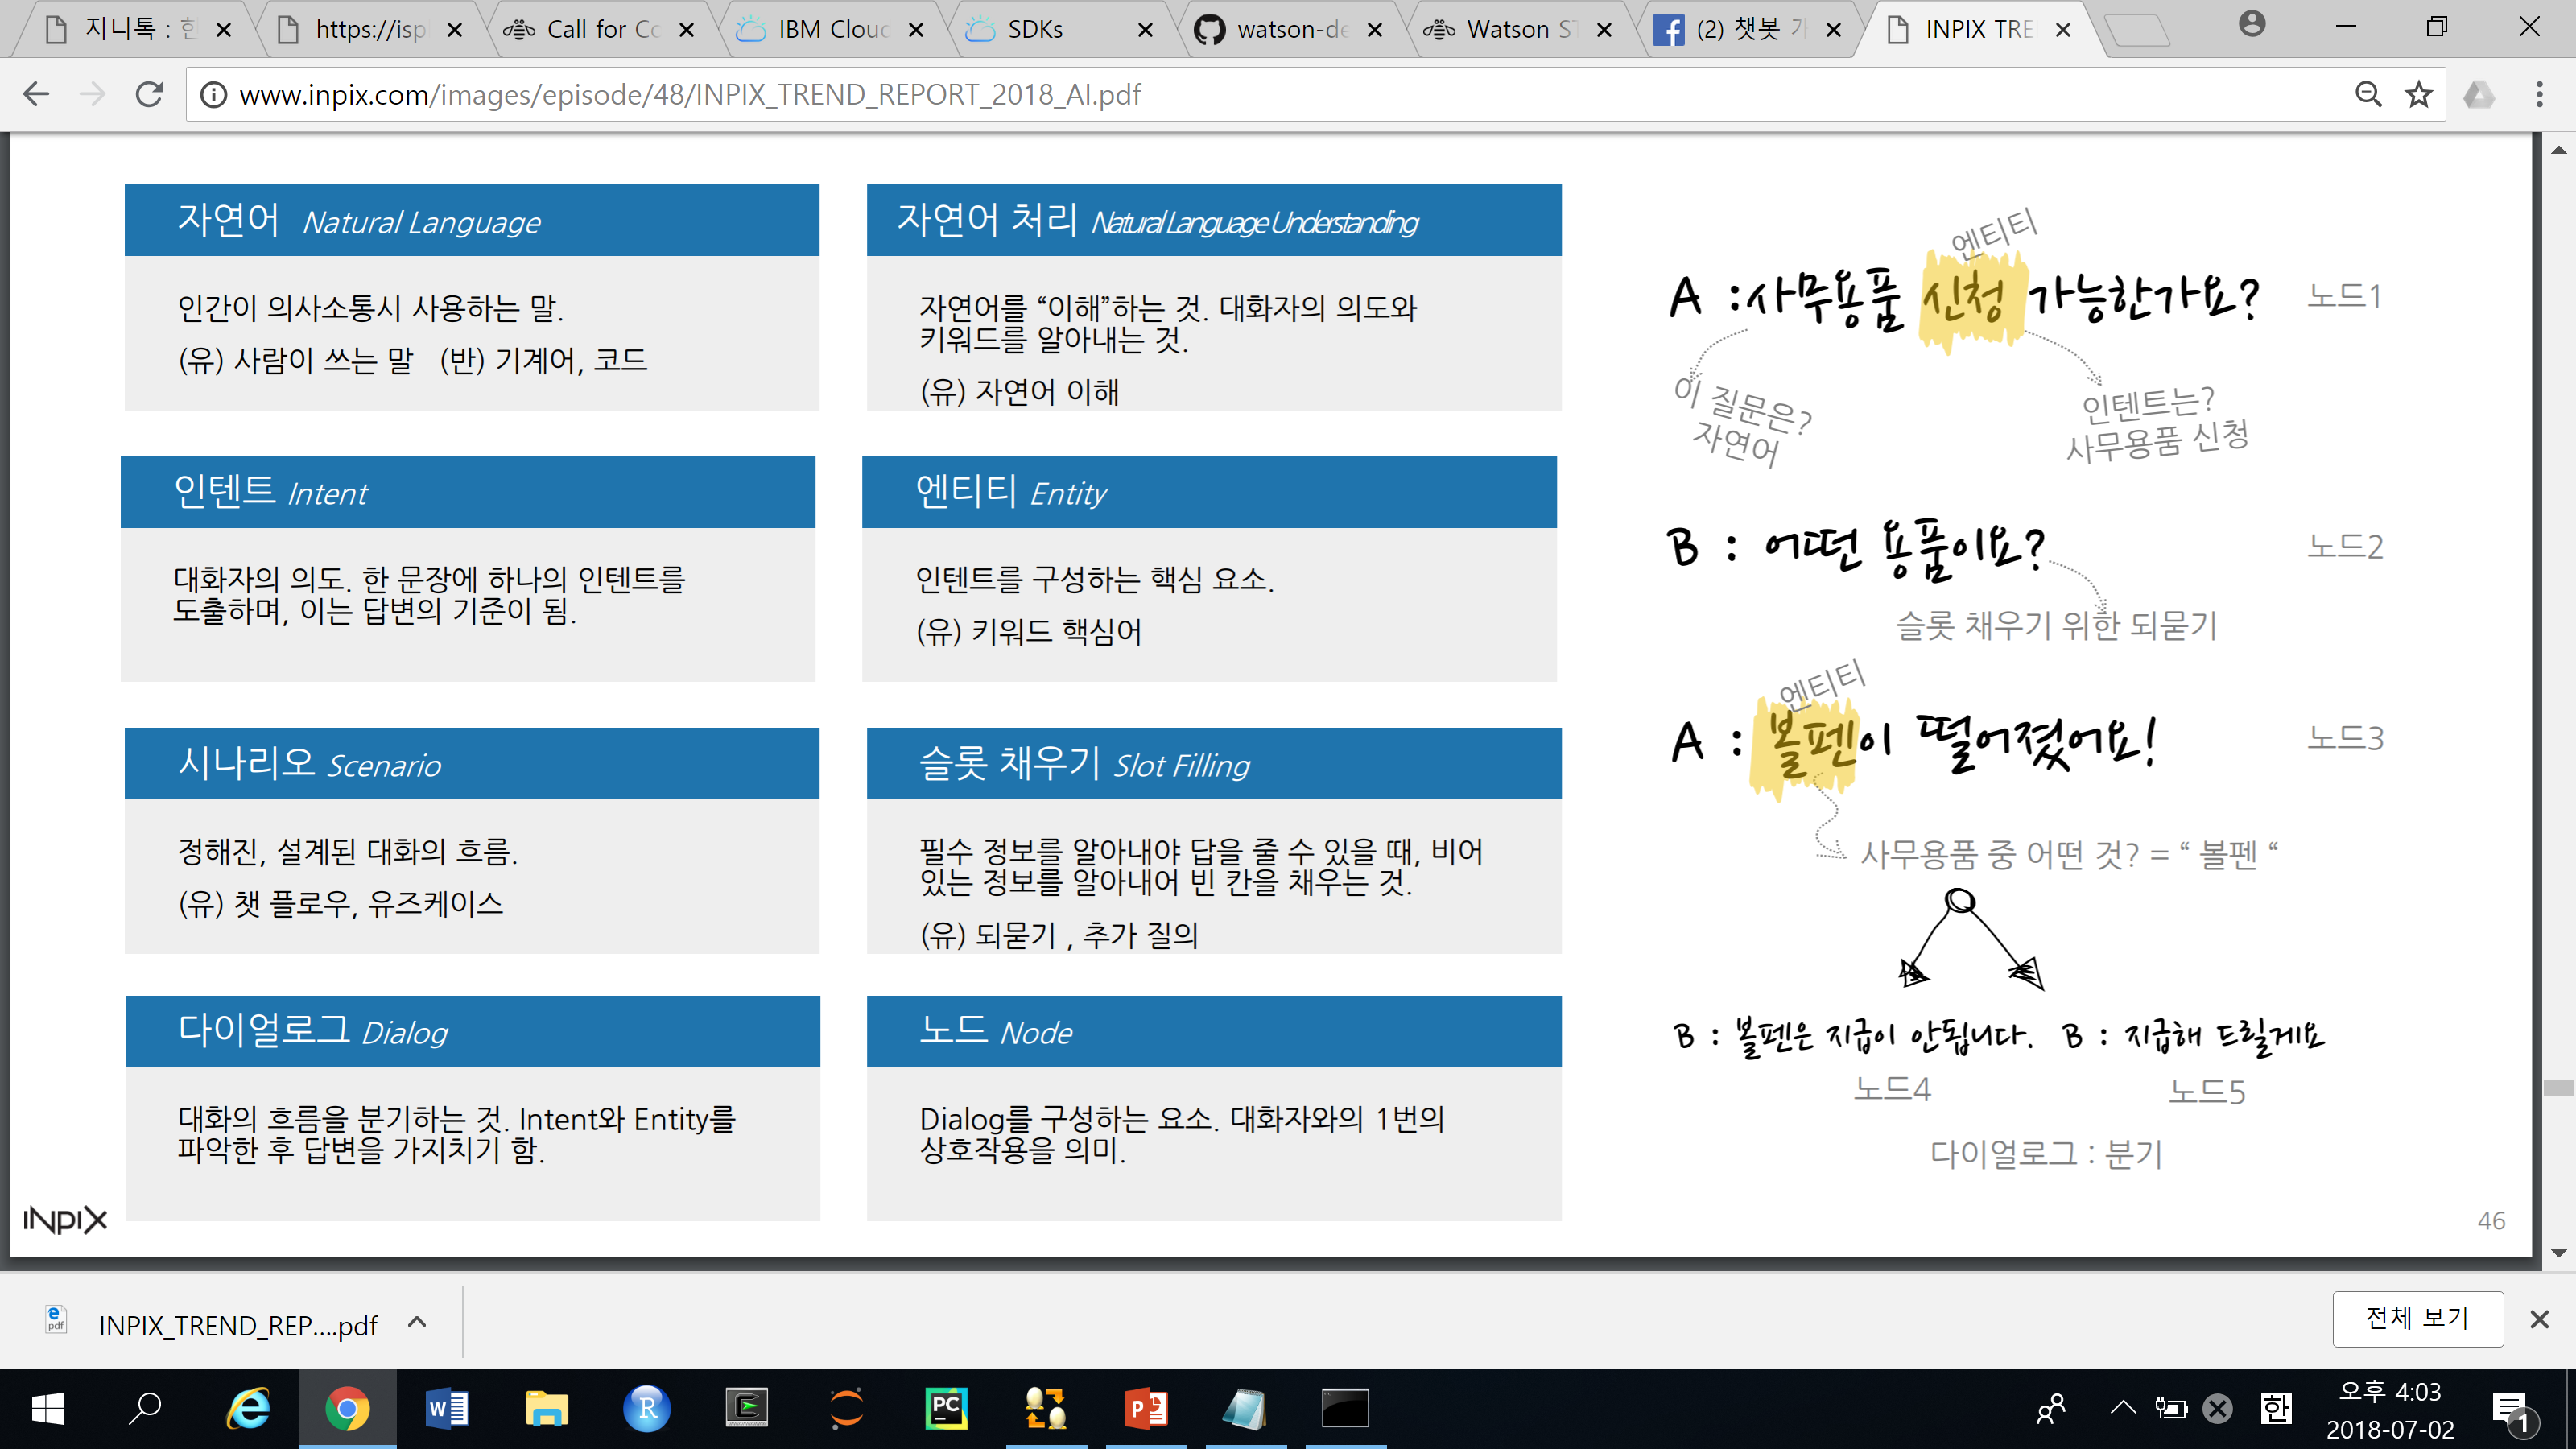 지니톡 : 한
https://isp
Call for Co
IBM Cloud
SDKs
watson-de
Watson ST
(2) 챗봇
INPIX TRE
www.inpix.com/images/episode/48/INPIX_TREND_REPORT_2018_AI.pdf
자연어 Natural Language
인간이 의사소통시 사용하는 말.
(유) 사람이 쓰는 말 (반) 기계어, 코드
자연어 처리 Natural Language Understanding
자연어를 “이해”하는 것. 대화자의 의도와
키워드를 알아내는 것.
(유) 자연어 이해
인텐트 Intent
대화자의 의도. 한 문장에 하나의 인텐트를
도출하며, 이는 답변의 기준이 됨.
엔티티 Entity
인텐트를 구성하는 핵심 요소.
(유) 키워드 핵심어
시나리오 Scenario
정해진, 설계된 대화의 흐름.
(유) 챗 플로우, 유즈케이스
슬롯 채우기 Slot Filling
필수 정보를 알아내야 답을 줄 수 있을 때, 비어
있는 정보를 알아내어 빈 칸을 채우는 것.
(유) 되묻기 , 추가 질의
다이얼로그 Dialog
대화의 흐름을 분기하는 것. Intent와 Entity를
파악한 후 답변을 가지치기 함.
노드 Node
Dialog를 구성하는 요소. 대화자와의 1번의
상호작용을 의미.
엔티티
A : 사무용품 신청 가능한가요? 노드1
이 질문은?
자연어
인텐트는?
사무용품 신청
B : 어떤 용품이요? 노드2
슬롯 채우기 위한 되묻기
엔티티
A : 볼펜이 떨어졌어요! 노드3
사무용품 중 어떤 것? = “ 볼펜 “
B : 볼펜은 지급이 안됩니다. B : 지급해 드릴게요
노드4 노드5
다이얼로그 : 분기
INPIX
46
INPIX_TREND_REP....pdf
전체 보기
한
오후 4:03
2018-07-02
1